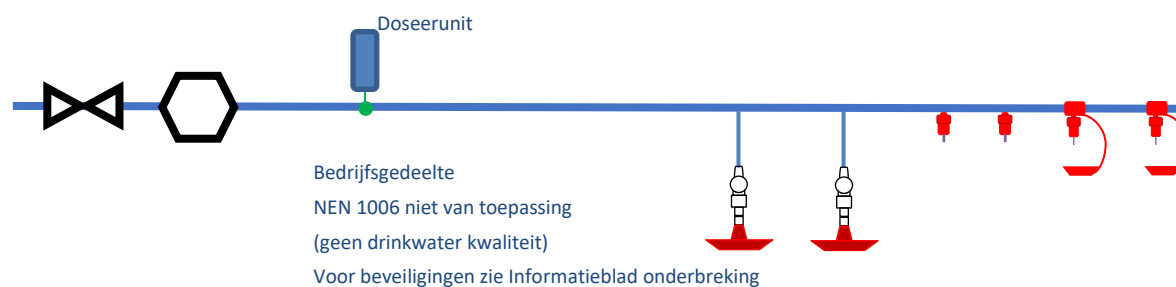 Doseerunit
Bedrijfsgedeelte
NEN 1006 niet van toepassing
(geen drinkwater kwaliteit)
Voor beveiligingen zie Informatieblad onderbreking